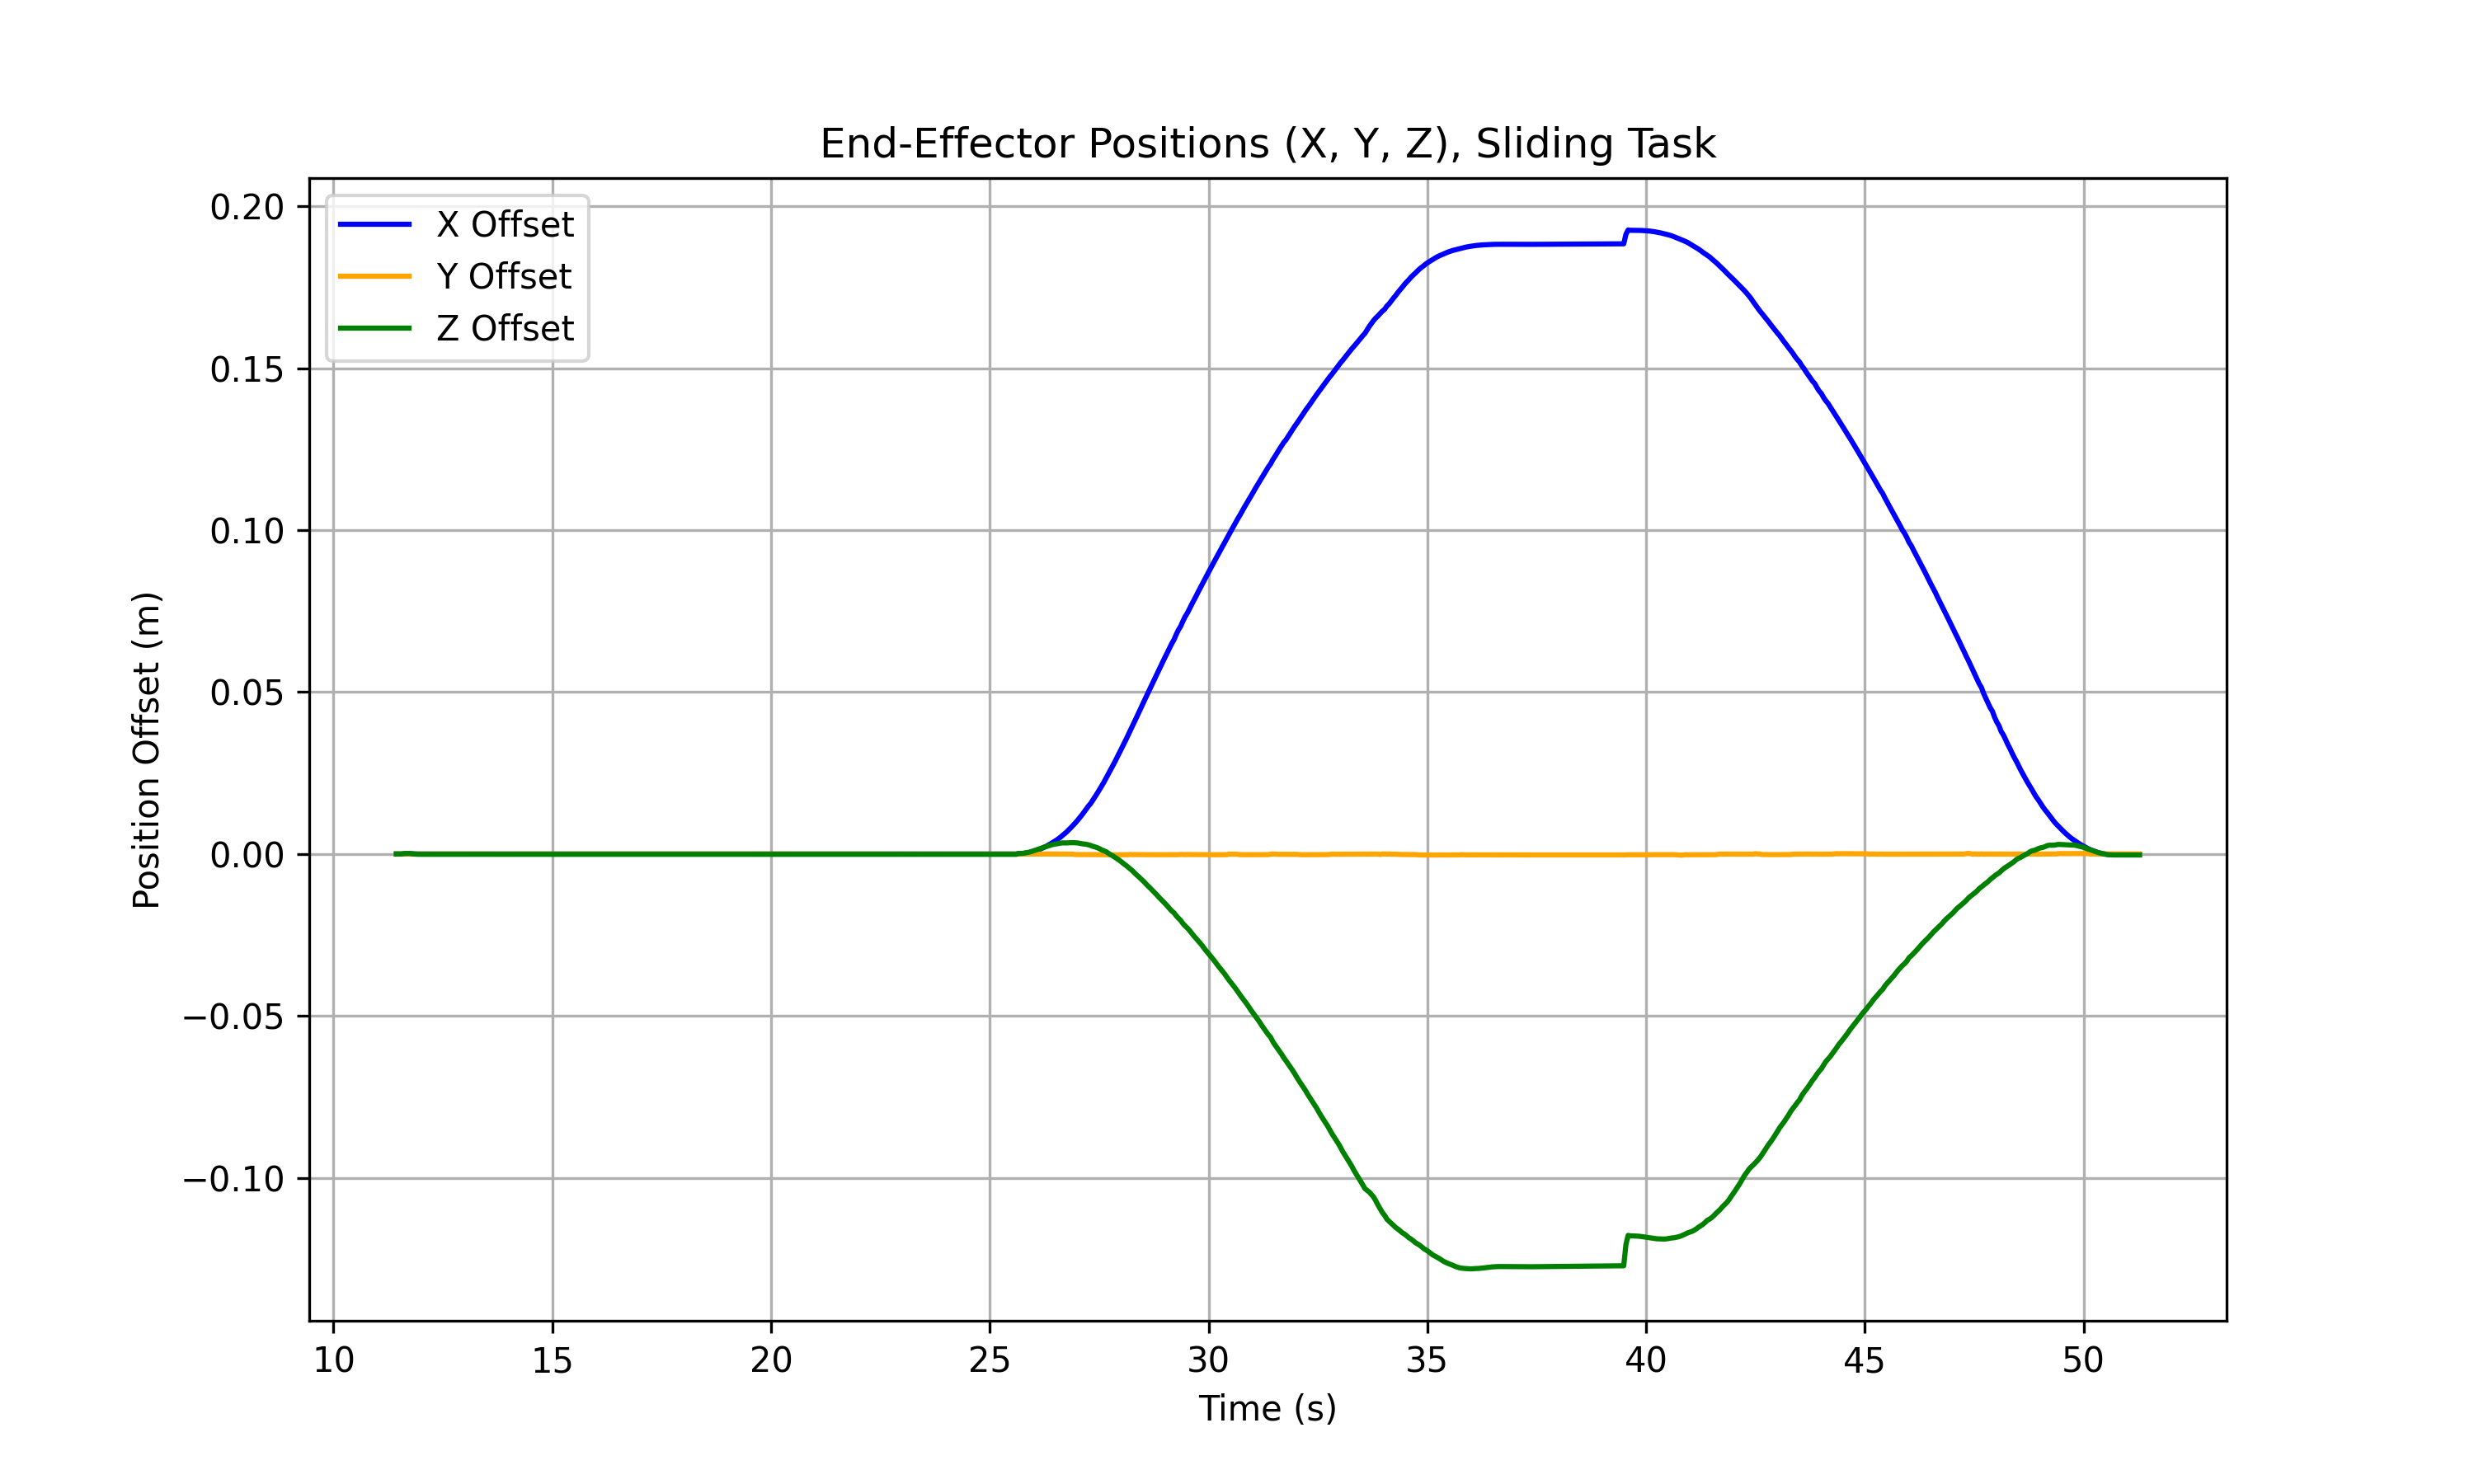 End-Effector Positions (X, Y, Z), Sliding Task
X Offset
Y Offset
Z Offset
Position Offset (m)
0.20
0.15
0.10
0.05
0.00
−0.05
−0.10
10 15 20 25 30 35 40 45 50
Time (s)